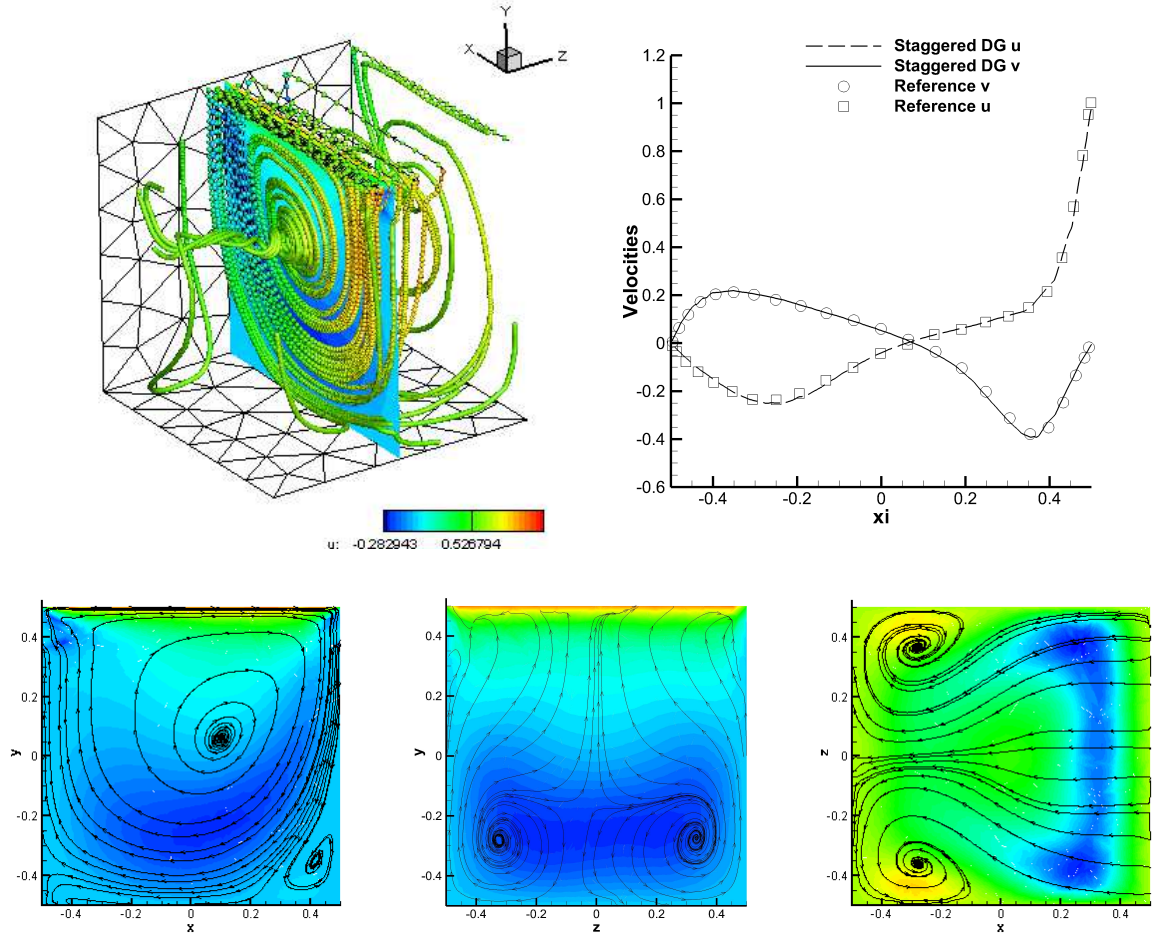 Y
X
Z
u: -0.282943 0.526794
Staggered DG u
Staggered DG v
Reference v
Reference u
Velocities
1.2
1
0.8
0.6
0.4
0.2
0
-0.2
-0.4
-0.6
-0.4 -0.2 0 0.2 0.4
xi
y
0.4
0.2
0
-0.2
-0.4
-0.4 -0.2 0 0.2 0.4
x
y
0.4
0.2
0
-0.2
-0.4
-0.4 -0.2 0 0.2 0.4
z
z
0.4
0.2
0
-0.2
-0.4
-0.4 -0.2 0 0.2 0.4
x